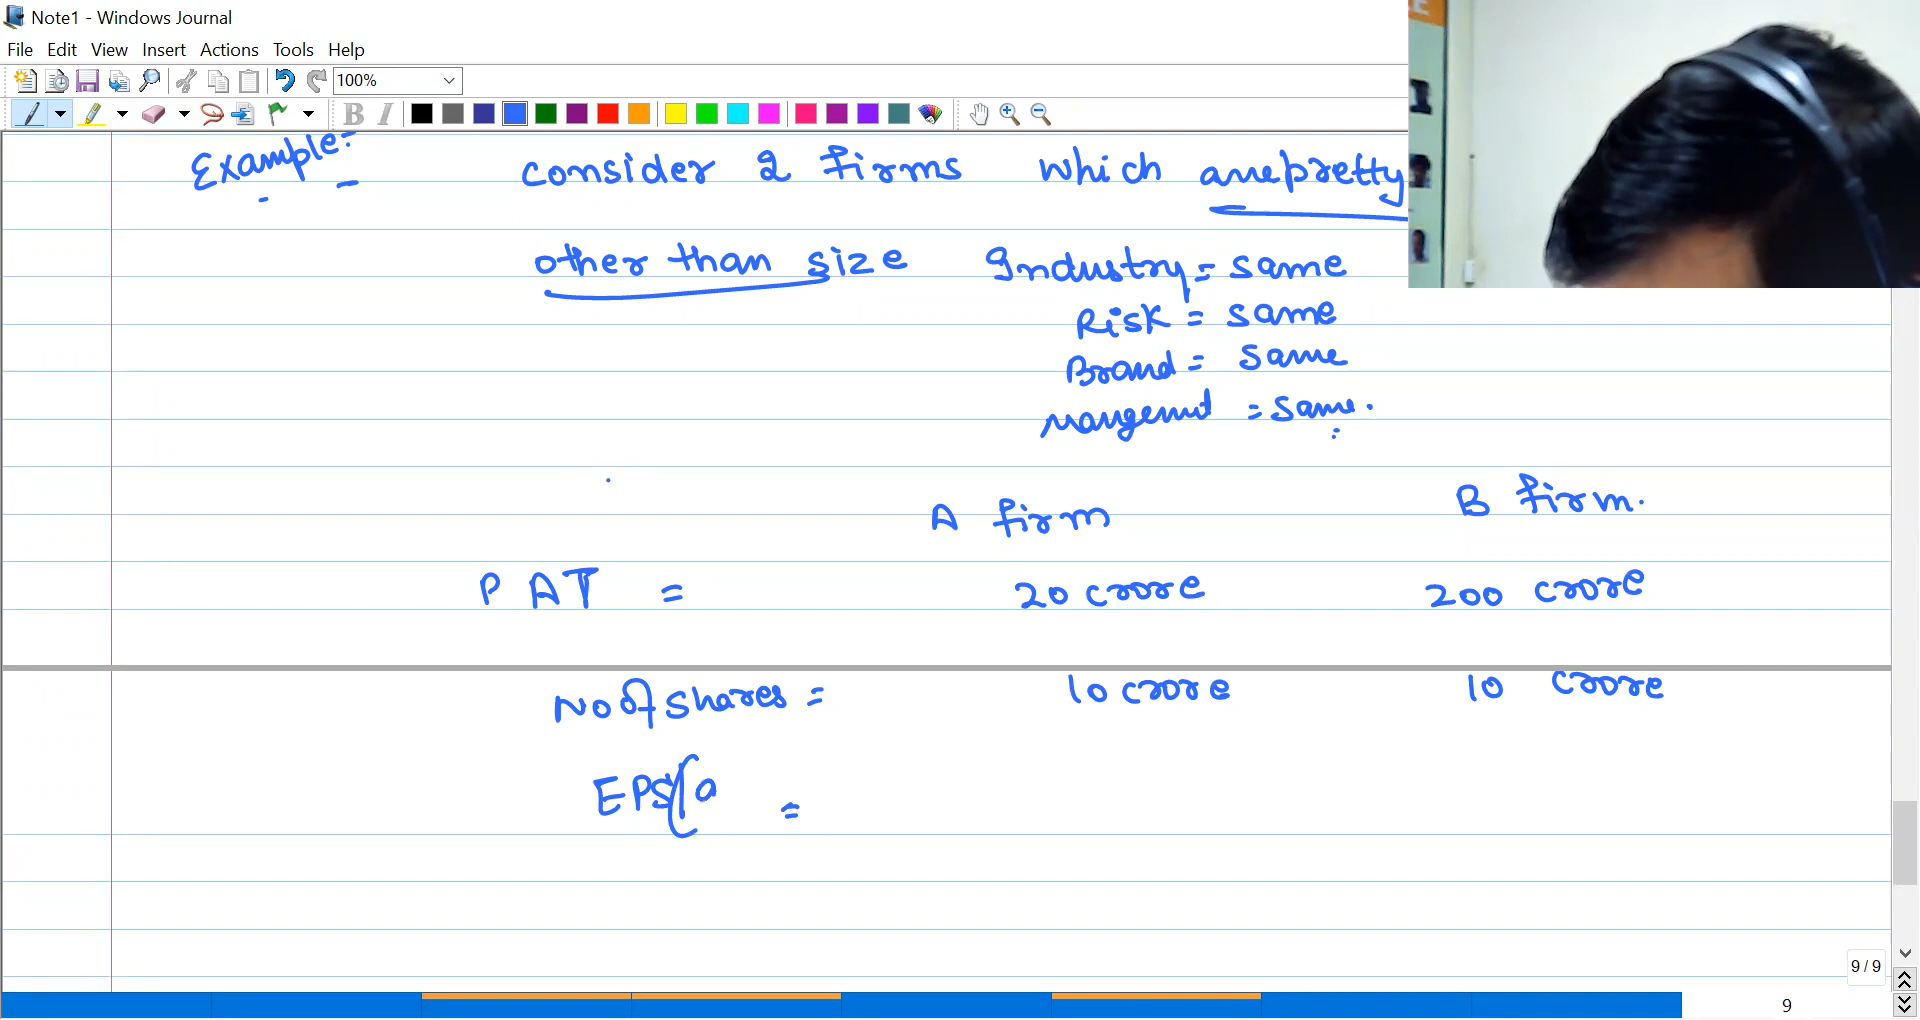 Note1 - Windows Journal
File Edit View Insert Actions Tools Help
100%
B I
Example:-
consider 2 firms which are pretty
other than size Industry = same
Risk = same
Brand = same
Mangemnt = same.
A firm B firm.
PAT = 20 crore 200 crore
No of shares = 10 crore 10 crore
EPS(a =
9 / 9
9